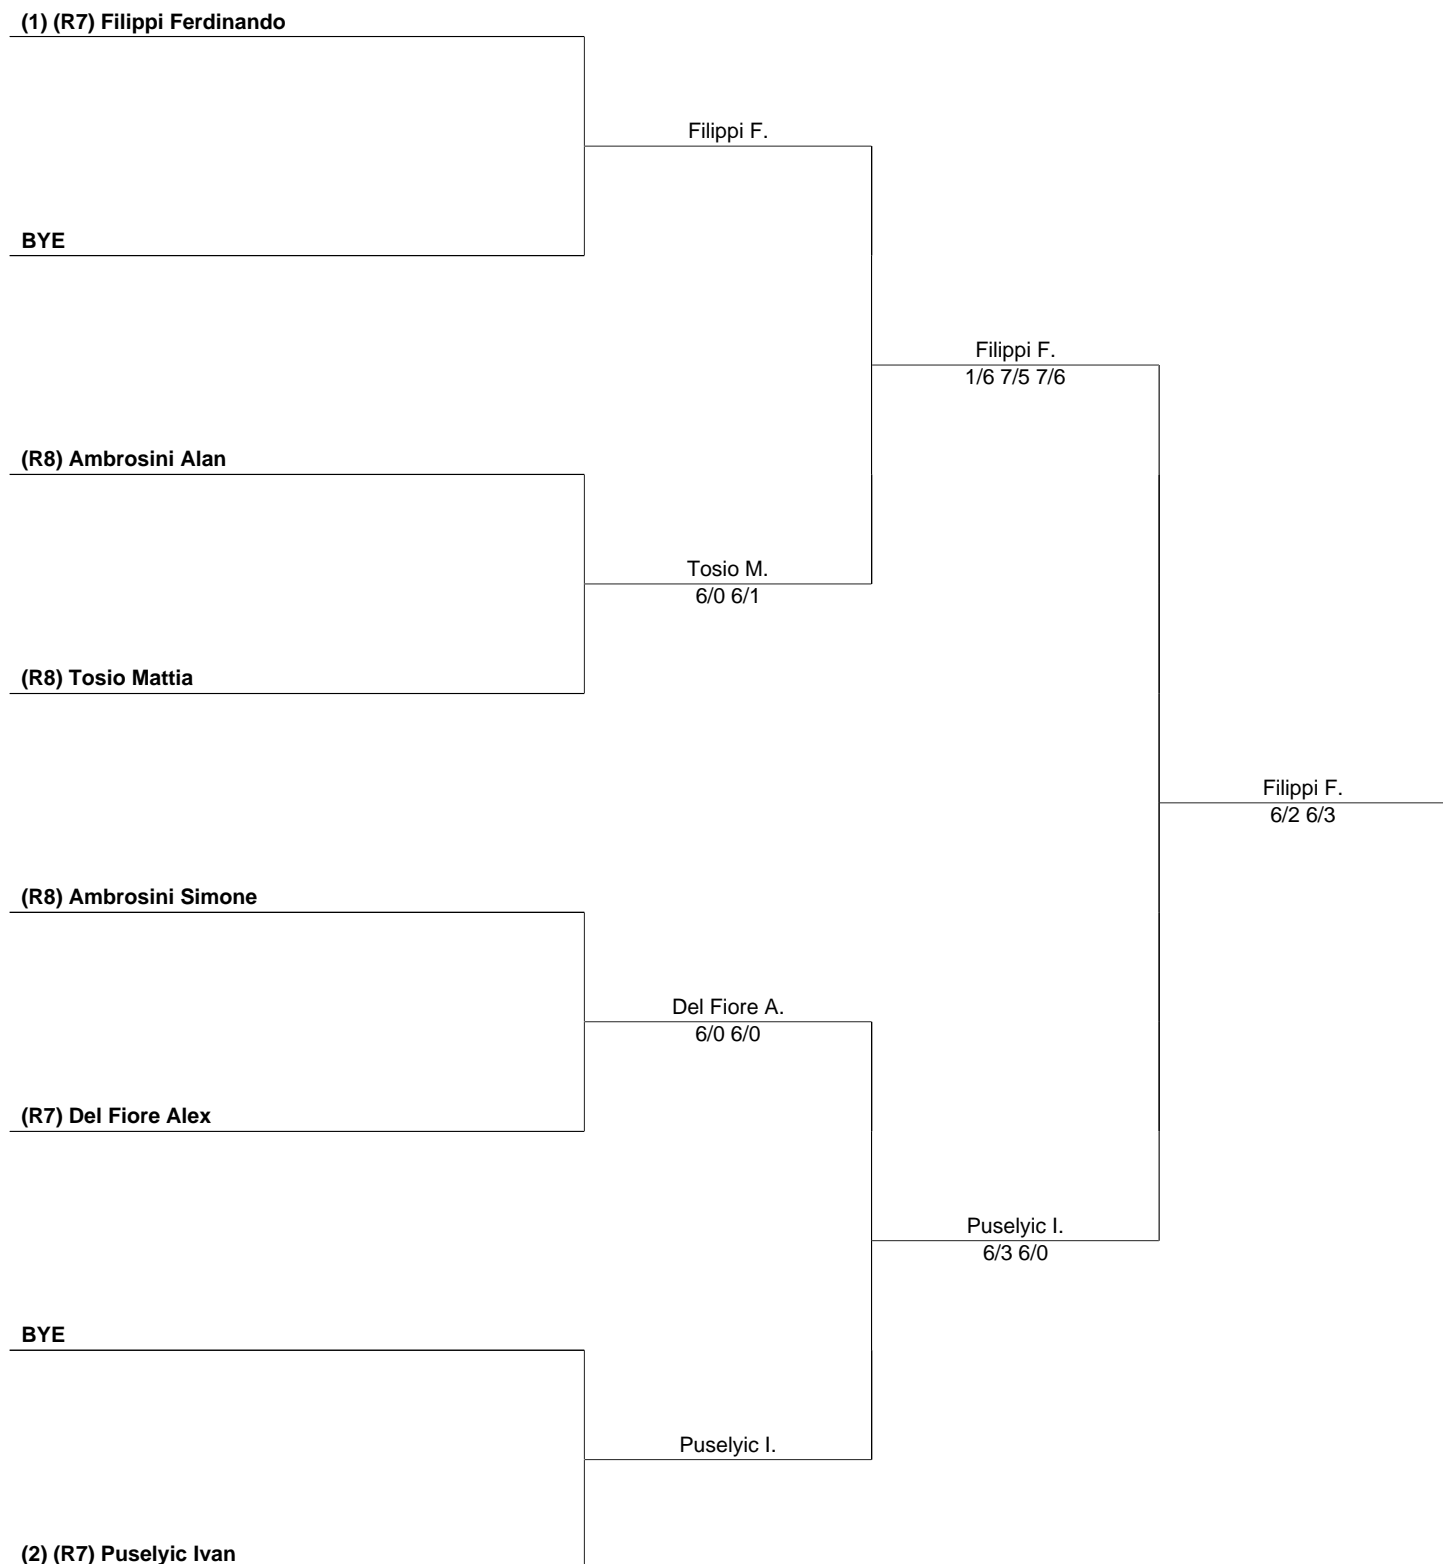 (1) (R7) Filippi Ferdinando
Filippi F.
BYE
Filippi F.
1/6 7/5 7/6
(R8) Ambrosini Alan
Tosio M.
6/0 6/1
(R8) Tosio Mattia
Filippi F.
6/2 6/3
(R8) Ambrosini Simone
Del Fiore A.
6/0 6/0
(R7) Del Fiore Alex
Puselyic I.
6/3 6/0
BYE
Puselyic I.
(2) (R7) Puselyic Ivan